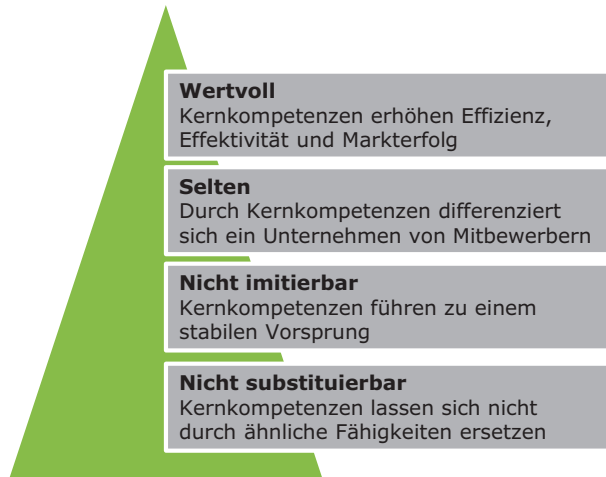 Wertvoll
Kernkompetenzen erhöhen Effizienz,
Effektivität und Markterfolg
Selten
Durch Kernkompetenzen differenziert
sich ein Unternehmen von Mitbewerbern
Nicht imitierbar
Kernkompetenzen führen zu einem
stabilen Vorsprung
Nicht substituierbar
Kernkompetenzen lassen sich nicht
durch ähnliche Fähigkeiten ersetzen